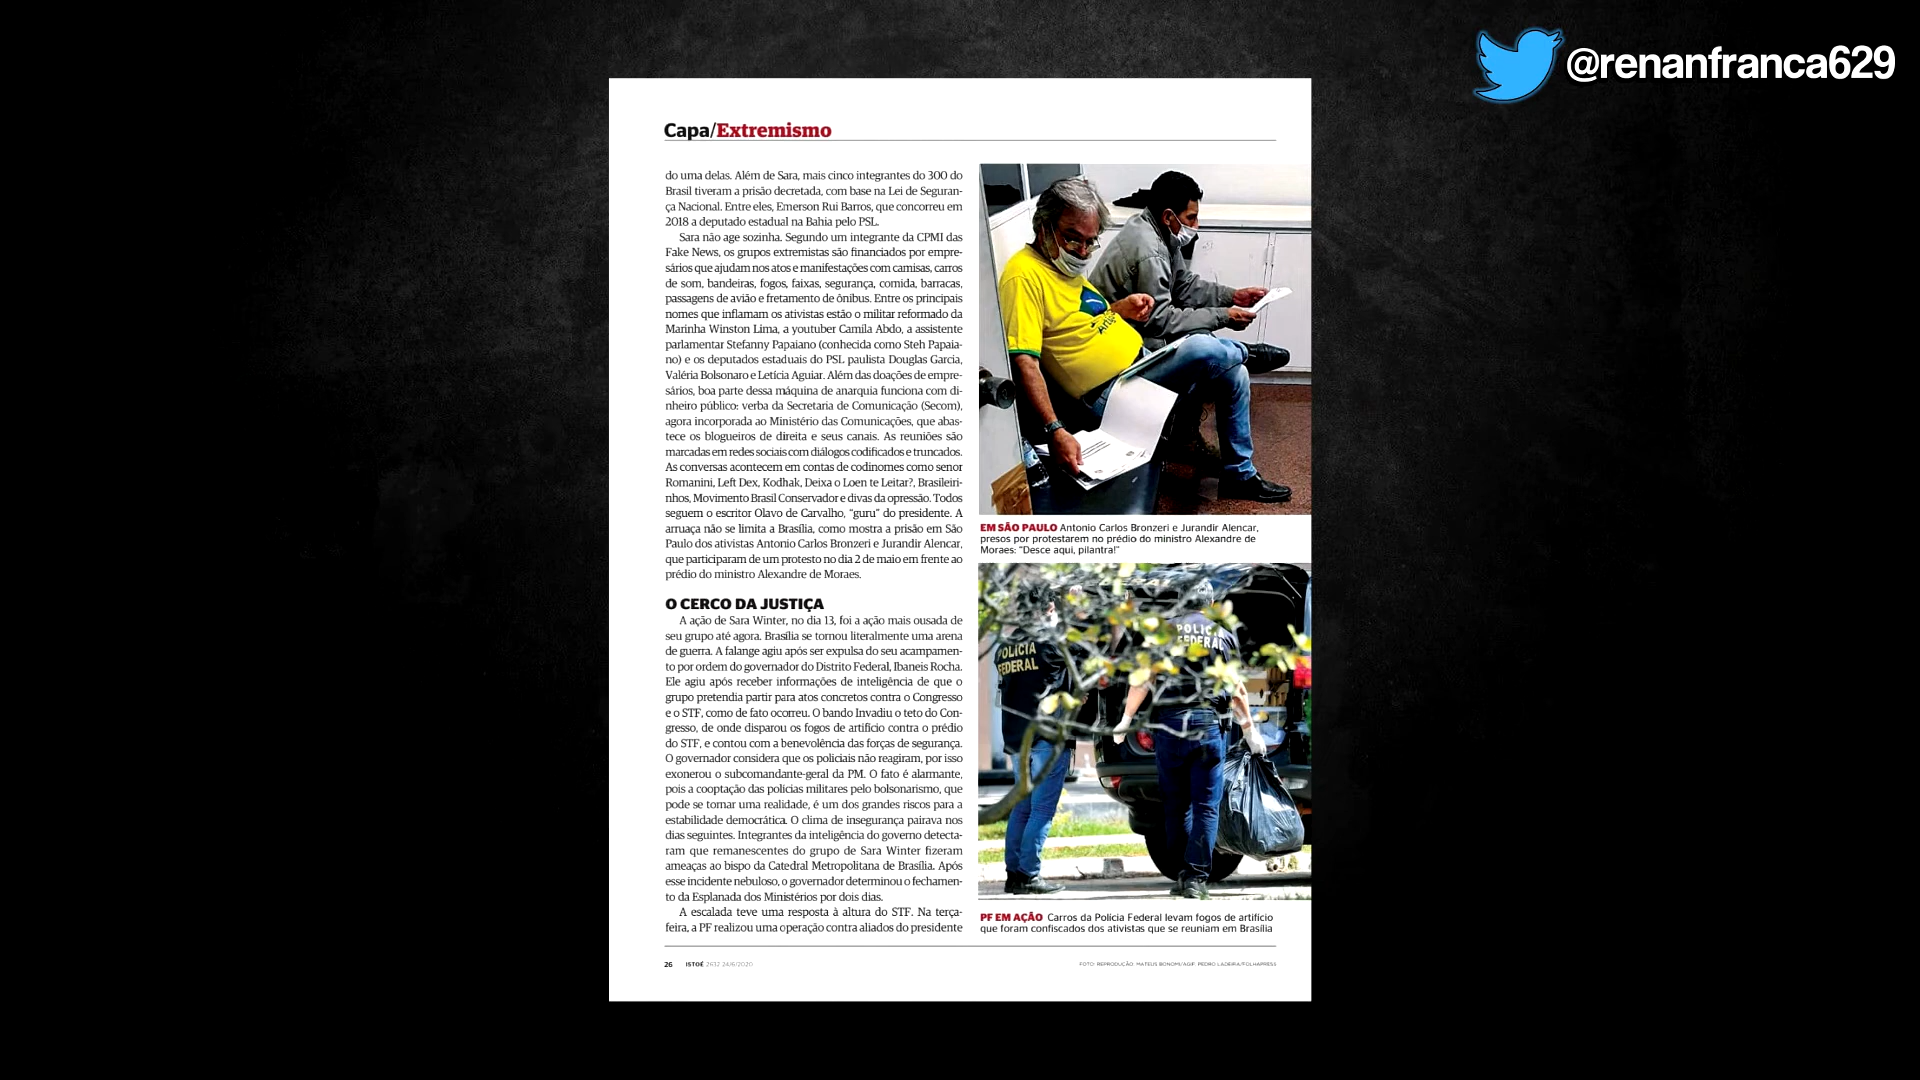 @renanfranca629
Capa/Extremismo
do uma delas. Além de Sara, mais cinco integrantes do 300 do
Brasil tiveram a prisão decretada, com base na Lei de Seguran-
ça Nacional. Entre eles, Emerson Rui Barros, que concorreu em
2018 a deputado estadual na Bahia pelo PSL.
Sara não age sozinha. Segundo um integrante da CPMI das
Fake News, os grupos extremistas são financiados por empre-
sários que ajudam nos atos e manifestações com camisas, carros
de som, bandeiras, fogos, faixas, segurança, comida, barracas,
passagens de avião e fretamento de ônibus. Entre os principais
nomes que inflamam os ativistas estão o militar reformado da
Marinha Winston Lima, a youtuber Camila Abdo, a assistente
parlamentar Stefanny Papaiano (conhecida como Steh Papaia-
no) e os deputados estaduais do PSL paulista Douglas Garcia,
Valéria Bolsonaro e Letícia Aguiar. Além das doações de empre-
sários, boa parte dessa máquina de anarquia funciona com di-
nheiro público: verba da Secretaria de Comunicação (Secom),
agora incorporada ao Ministério das Comunicações, que abas-
tece os blogueiros de direita e seus canais. As reuniões são
marcadas em redes sociais com diálogos codificados e truncados.
As conversas acontecem em contas de codinomes como senor
Romanini, Left Dex, Kodhak, Deixa o Loen te Leitar?, Brasileiri-
nhos, Movimento Brasil Conservador e divas da opressão. Todos
seguem o escritor Olavo de Carvalho, “guru” do presidente. A
arruaça não se limita a Brasília, como mostra a prisão em São
Paulo dos ativistas Antonio Carlos Bronzeri e Jurandir Alencar,
que participaram de um protesto no dia 2 de maio em frente ao
prédio do ministro Alexandre de Moraes.
O CERCO DA JUSTIÇA
A ação de Sara Winter, no dia 13, foi a ação mais ousada de
seu grupo até agora. Brasília se tornou literalmente uma arena
de guerra. A falange agiu após ser expulsa do seu acampamen-
to por ordem do governador do Distrito Federal, Ibaneis Rocha.
Ele agiu após receber informações de inteligência de que o
grupo pretendia partir para atos concretos contra o Congresso
e o STF, como de fato ocorreu. O bando Invadiu o teto do Con-
gresso, de onde disparou os fogos de artifício contra o prédio
do STF, e contou com a benevolência das forças de segurança.
O governador considera que os policiais não reagiram, por isso
exonerou o subcomandante-geral da PM. O fato é alarmante,
pois a cooptação das polícias militares pelo bolsonarismo, que
pode se tornar uma realidade, é um dos grandes riscos para a
estabilidade democrática. O clima de insegurança pairava nos
dias seguintes. Integrantes da inteligência do governo detecta-
ram que remanescentes do grupo de Sara Winter fizeram
ameaças ao bispo da Catedral Metropolitana de Brasília. Após
esse incidente nebuloso, o governador determinou o fechamen-
to da Esplanada dos Ministérios por dois dias.
A escalada teve uma resposta à altura do STF. Na terça-
feira, a PF realizou uma operação contra aliados do presidente
EM SÃO PAULO Antonio Carlos Bronzeri e Jurandir Alencar,
presos por protestarem no prédio do ministro Alexandre de
Moraes: “Desce aqui, pilantra!”
POLÍCIA
FEDERAL
POLÍCIA
FEDERAL
PF EM AÇÃO Carros da Polícia Federal levam fogos de artifício
que foram confiscados dos ativistas que se reuniam em Brasília
26 ISTOÉ 2632 24/6/2020
FOTO: REPRODUÇÃO; MATEUS BONOMI/AGIF; PEDRO LADEIRA/FOLHAPRESS